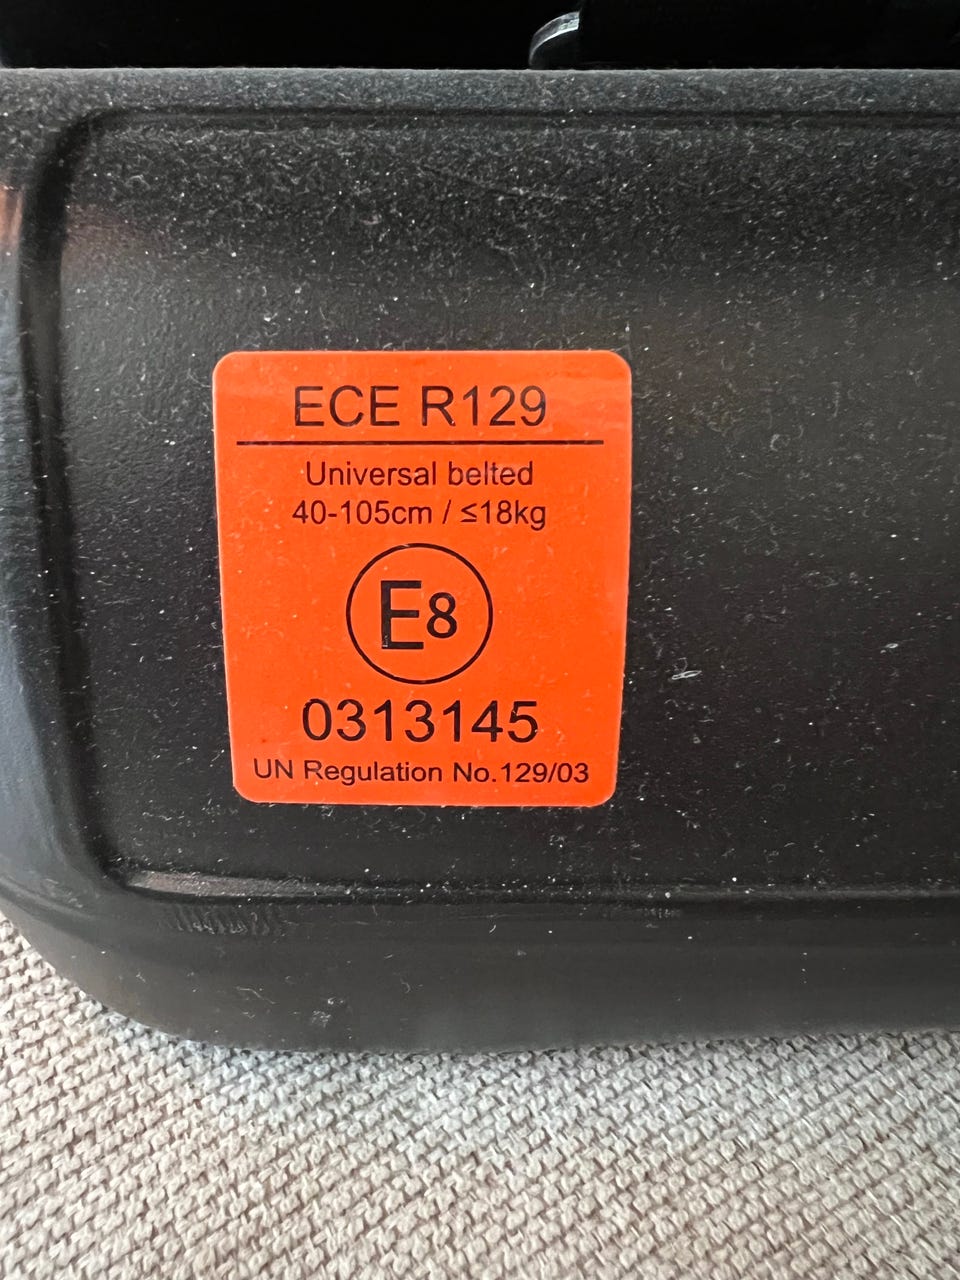 ECE R129
Universal belted
40-105cm / ≤18kg
E8
0313145
UN Regulation No.129/03